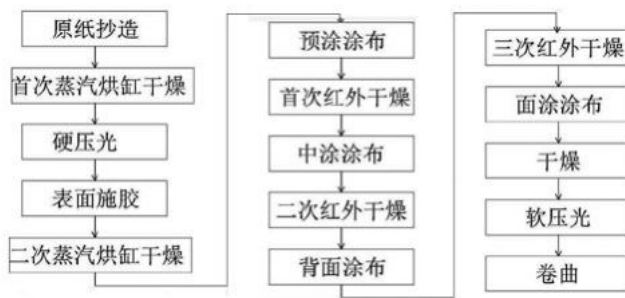 原纸抄造
首次蒸汽烘缸干燥
硬压光
表面施胶
二次蒸汽烘缸干燥
预涂涂布
首次红外干燥
中涂涂布
二次红外干燥
背面涂布
三次红外干燥
面涂涂布
干燥
软压光
卷曲